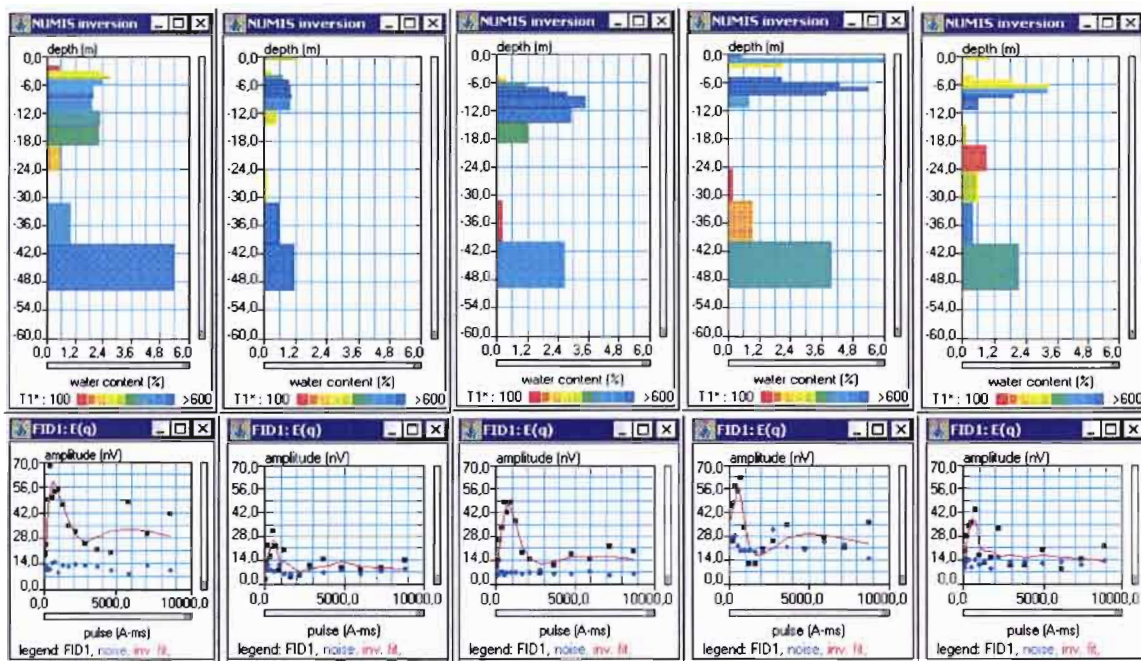 NUMIS inversion
depth (m)
0,0
-6,0
-12,0
-18,0
-24,0
-30,0
-36,0
-42,0
-48,0
-54,0
-60,0
0,0 1,2 2,4 3,6 4,8 6,0
water content (%)
T1* : 100 >600
NUMIS inversion
depth (m)
0,0
-6,0
-12,0
-18,0
-24,0
-30,0
-36,0
-42,0
-48,0
-54,0
-60,0
0,0 1,2 2,4 3,6 4,8 6,0
water content (%)
T1* : 100 >600
NUMIS inversion
depth (m)
0,0
-6,0
-12,0
-18,0
-24,0
-30,0
-36,0
-42,0
-48,0
-54,0
-60,0
0,0 1,2 2,4 3,6 4,8 6,0
water content (%)
T1* : 100 >600
NUMIS inversion
depth (m)
0,0
-6,0
-12,0
-18,0
-24,0
-30,0
-36,0
-42,0
-48,0
-54,0
-60,0
0,0 1,2 2,4 3,6 4,8 6,0
water content (%)
T1* : 100 >600
NUMIS inversion
depth (m)
0,0
-6,0
-12,0
-18,0
-24,0
-30,0
-36,0
-42,0
-48,0
-54,0
-60,0
0,0 1,2 2,4 3,6 4,8 6,0
water content (%)
T1* : 100 >600
FID1: E(q)
amplitude (nV)
70,0
56,0
42,0
28,0
14,0
0,0
0,0 5000,0 10000,0
pulse (A-ms)
legend: FID1, noise, inv. fit,
FID1: E(q)
amplitude (nV)
70,0
56,0
42,0
28,0
14,0
0,0
0,0 5000,0 10000,0
pulse (A-ms)
legend: FID1, noise, inv. fit,
FID1: E(q)
amplitude (nV)
70,0
56,0
42,0
28,0
14,0
0,0
0,0 5000,0 10000,0
pulse (A-ms)
legend: FID1, noise, inv. fit,
FID1: E(q)
amplitude (nV)
70,0
56,0
42,0
28,0
14,0
0,0
0,0 5000,0 10000,0
pulse (A-ms)
legend: FID1, noise, inv. fit,
FID1: E(q)
amplitude (nV)
70,0
56,0
42,0
28,0
14,0
0,0
0,0 5000,0 10000,0
pulse (A-ms)
legend: FID1, noise, inv. fit,